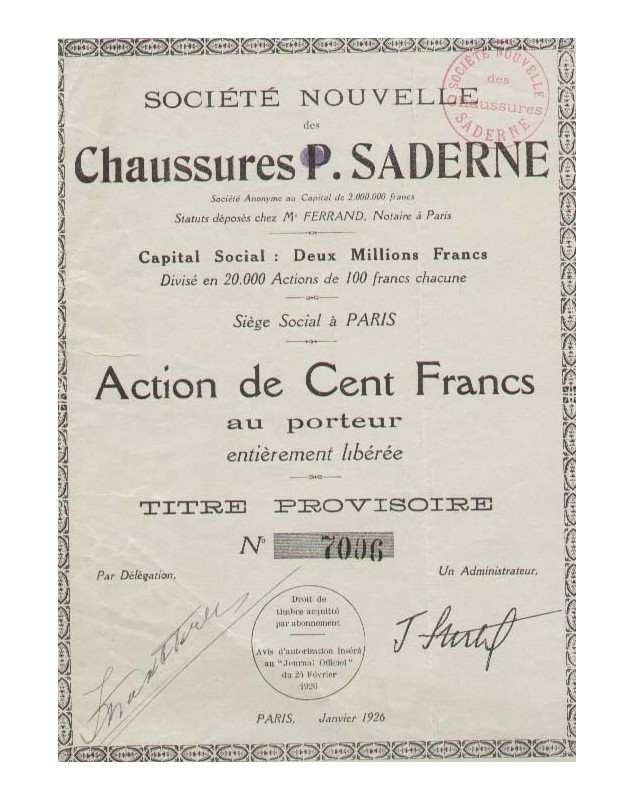 SOCIÉTÉ NOUVELLE
des
Chaussures P. SADERNE
Société Anonyme au Capital de 2.000.000 francs
Statuts déposés chez Mᵉ FERRAND, Notaire à Paris
Capital Social : Deux Millions Francs
Divisé en 20.000 Actions de 100 francs chacune
Siège Social à PARIS
Action de Cent Francs
au porteur
entièrement libérée
TITRE PROVISOIRE
Nº 7006
Par Délégation,
Un Administrateur,
Droit de
timbre acquitté
par abonnement
Avis d'autorisation inséré
au "Journal Officiel"
du 24 Février
1926
PARIS, Janvier 1926
SOCIÉTÉ NOUVELLE
des
Chaussures
SADERNE